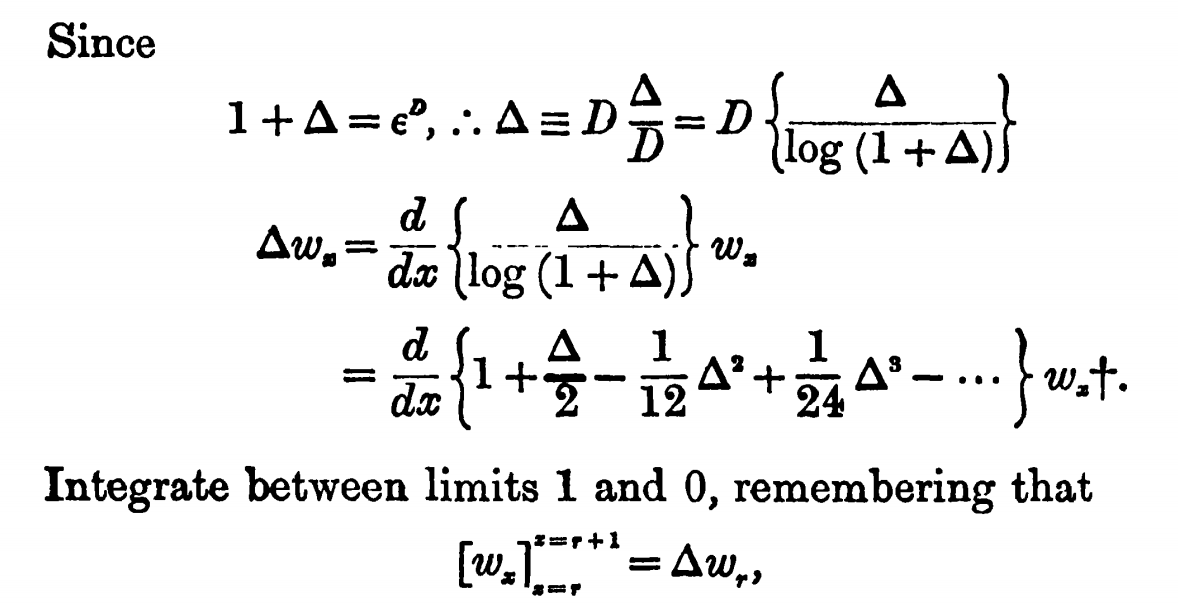 Since
1 + Δ = ϵ^D, ∴ Δ ≡ D Δ/D = D {Δ/log (1 + Δ)}
Δw_x = d/dx {Δ/log (1 + Δ)} w_x
= d/dx {1 + Δ/2 − 1/12 Δ² + 1/24 Δ³ − ...} w_x†.
Integrate between limits 1 and 0, remembering that
[w_x]_{x=r}^{x=r+1} = Δw_r,